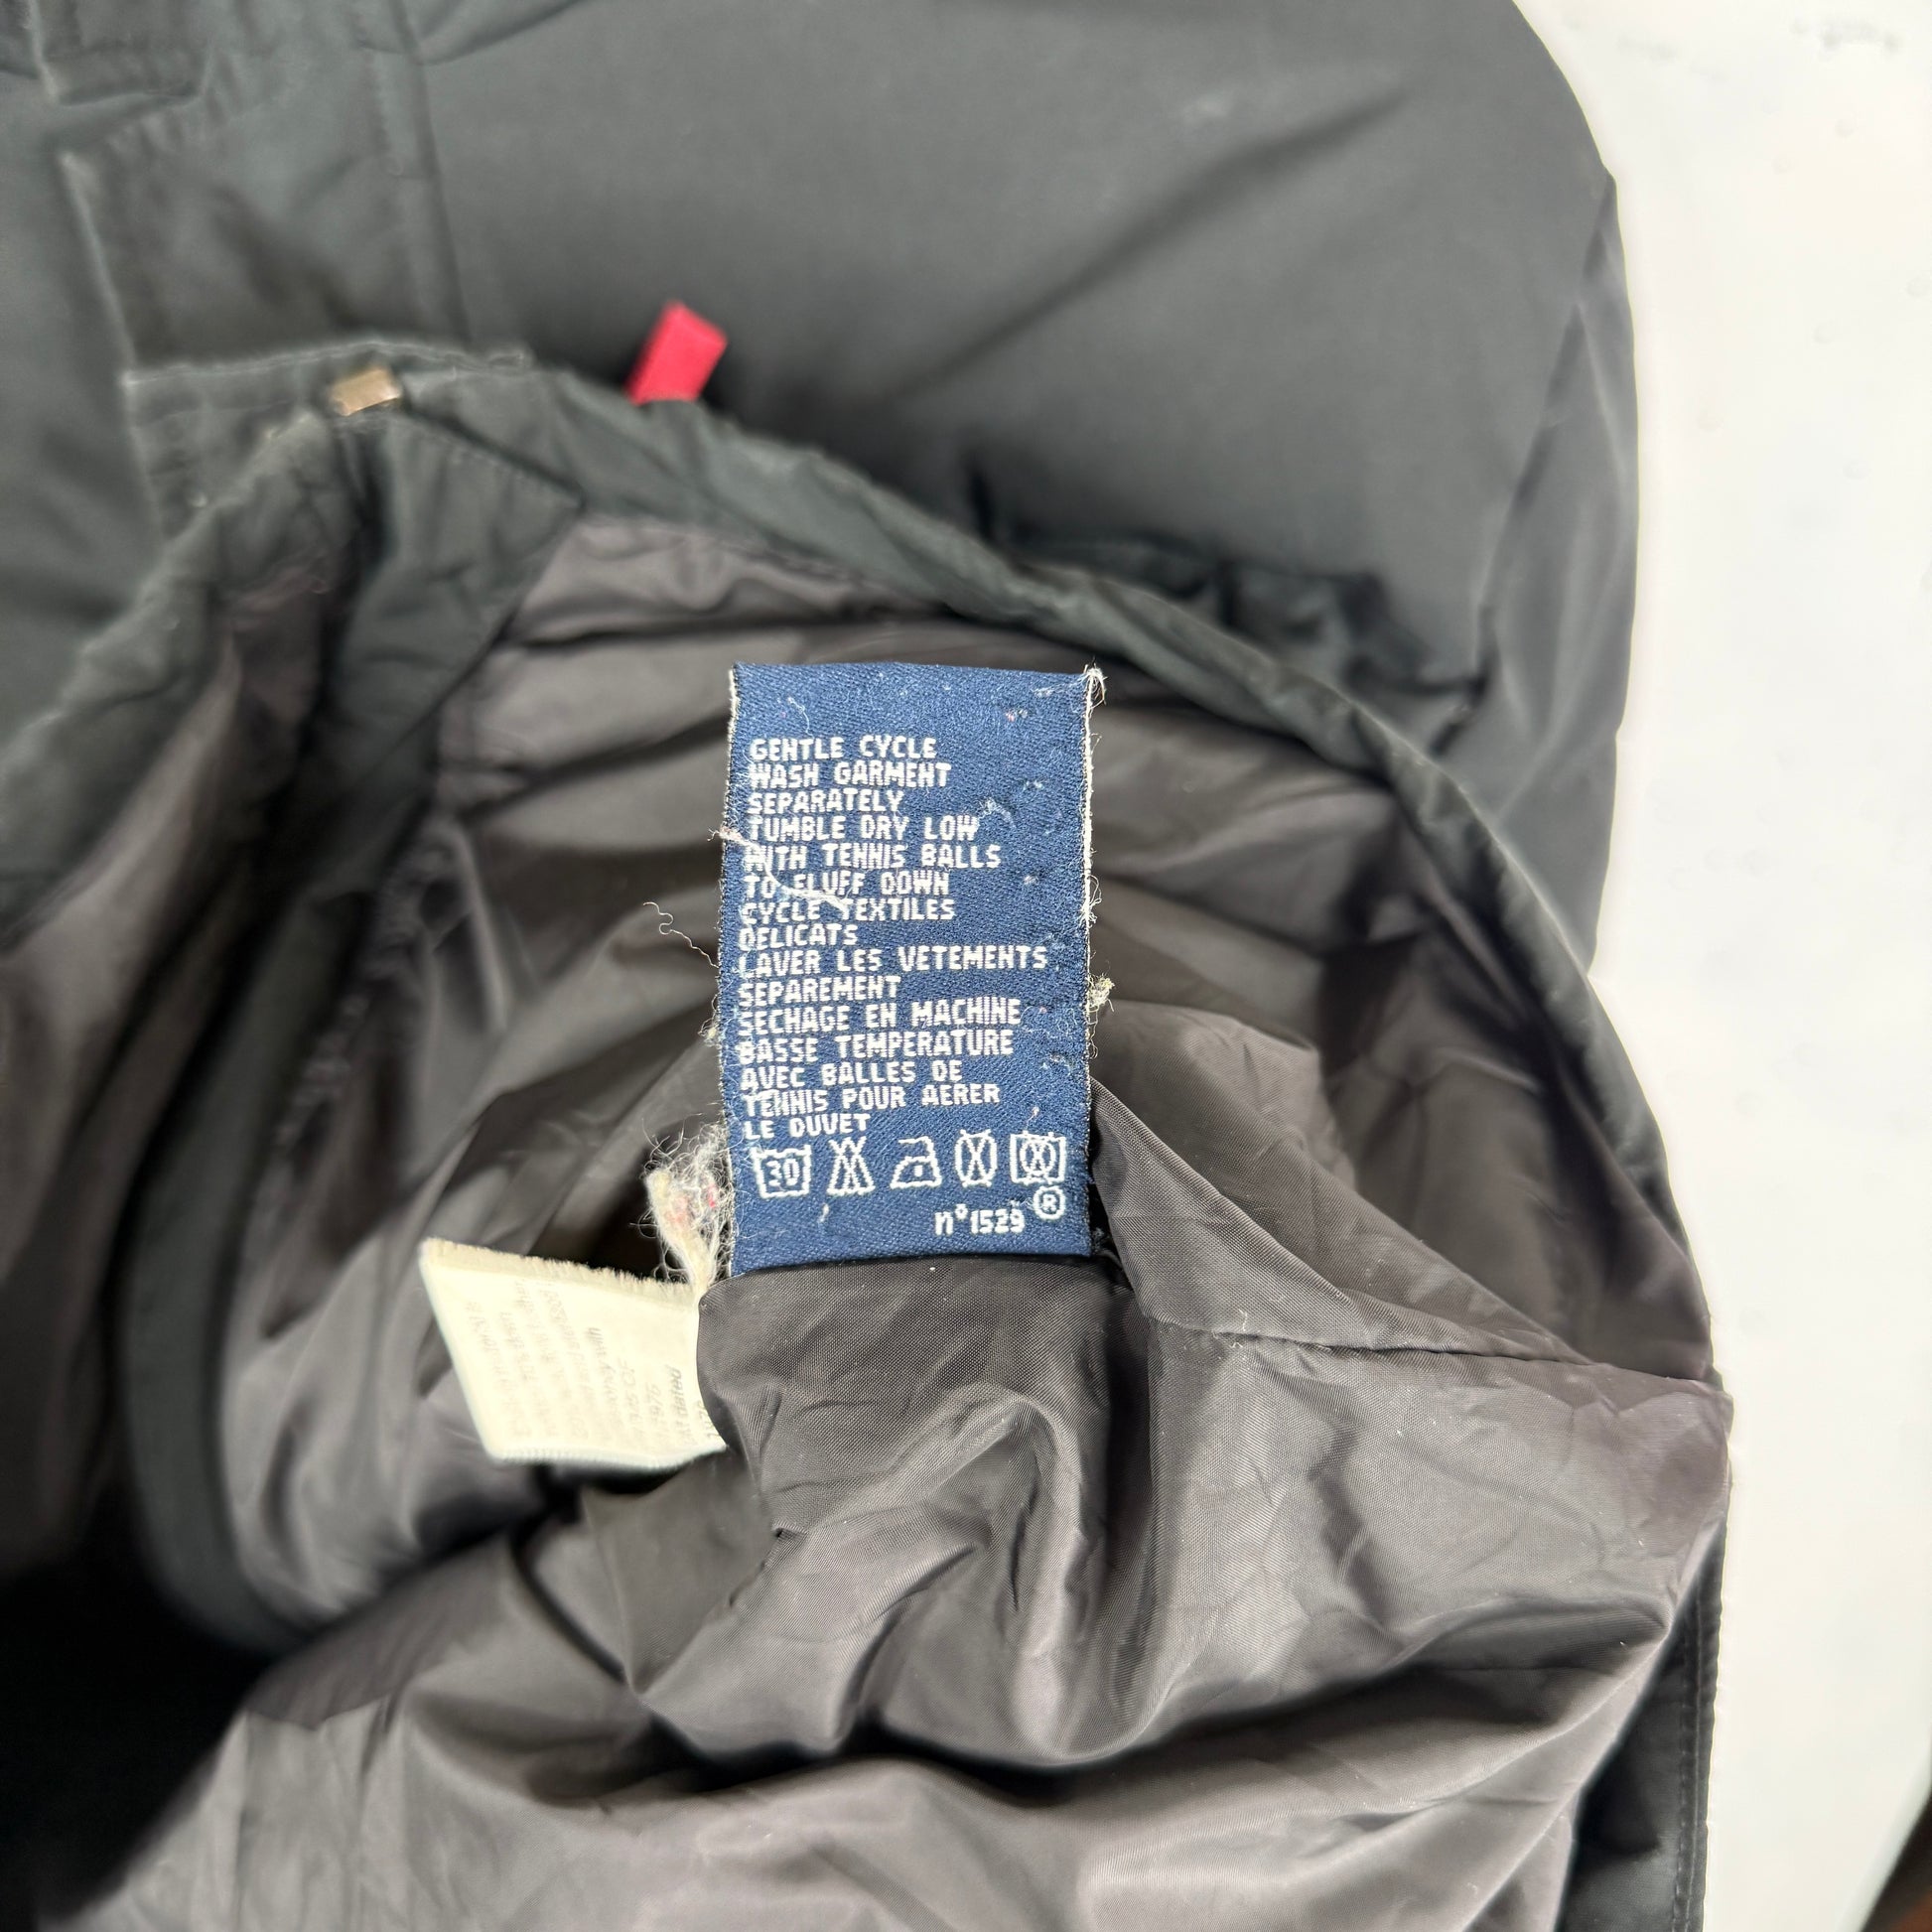 GENTLE CYCLE
WASH GARMENT
SEPARATELY
TUMBLE DRY LOW
WITH TENNIS BALLS
TO FLUFF DOWN
CYCLE TEXTILES
DELICATS
LAVER LES VETEMENTS
SEPAREMENT
SECHAGE EN MACHINE
BASSE TEMPERATURE
AVEC BALLES DE
TENNIS POUR AERER
LE DUVET
30
n°1529 ®